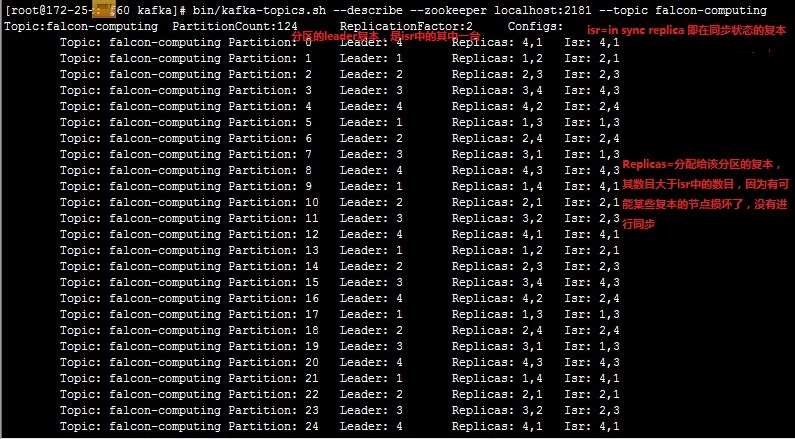 [root@172-25- 60 kafka]# bin/kafka-topics.sh --describe --zookeeper localhost:2181 --topic falcon-computing
Topic:falcon-computing PartitionCount:124 ReplicationFactor:2 Configs:
isr=in sync replica 即在同步状态的复本
分区的leader复本，是isr中的其中一台
Topic: falcon-computing Partition: 0 Leader: 4 Replicas: 4,1 Isr: 4,1
Topic: falcon-computing Partition: 1 Leader: 1 Replicas: 1,2 Isr: 2,1
Topic: falcon-computing Partition: 2 Leader: 2 Replicas: 2,3 Isr: 2,3
Topic: falcon-computing Partition: 3 Leader: 3 Replicas: 3,4 Isr: 4,3
Topic: falcon-computing Partition: 4 Leader: 4 Replicas: 4,2 Isr: 2,4
Topic: falcon-computing Partition: 5 Leader: 1 Replicas: 1,3 Isr: 1,3
Topic: falcon-computing Partition: 6 Leader: 2 Replicas: 2,4 Isr: 2,4
Topic: falcon-computing Partition: 7 Leader: 3 Replicas: 3,1 Isr: 1,3
Topic: falcon-computing Partition: 8 Leader: 4 Replicas: 4,3 Isr: 4,3
Topic: falcon-computing Partition: 9 Leader: 1 Replicas: 1,4 Isr: 4,1
Topic: falcon-computing Partition: 10 Leader: 2 Replicas: 2,1 Isr: 2,1
Topic: falcon-computing Partition: 11 Leader: 3 Replicas: 3,2 Isr: 2,3
Topic: falcon-computing Partition: 12 Leader: 4 Replicas: 4,1 Isr: 4,1
Topic: falcon-computing Partition: 13 Leader: 1 Replicas: 1,2 Isr: 2,1
Topic: falcon-computing Partition: 14 Leader: 2 Replicas: 2,3 Isr: 2,3
Topic: falcon-computing Partition: 15 Leader: 3 Replicas: 3,4 Isr: 4,3
Topic: falcon-computing Partition: 16 Leader: 4 Replicas: 4,2 Isr: 2,4
Topic: falcon-computing Partition: 17 Leader: 1 Replicas: 1,3 Isr: 1,3
Topic: falcon-computing Partition: 18 Leader: 2 Replicas: 2,4 Isr: 2,4
Topic: falcon-computing Partition: 19 Leader: 3 Replicas: 3,1 Isr: 1,3
Topic: falcon-computing Partition: 20 Leader: 4 Replicas: 4,3 Isr: 4,3
Topic: falcon-computing Partition: 21 Leader: 1 Replicas: 1,4 Isr: 4,1
Topic: falcon-computing Partition: 22 Leader: 2 Replicas: 2,1 Isr: 2,1
Topic: falcon-computing Partition: 23 Leader: 3 Replicas: 3,2 Isr: 2,3
Topic: falcon-computing Partition: 24 Leader: 4 Replicas: 4,1 Isr: 4,1
Replicas=分配给该分区的复本，
其数目大于isr中的数目，因为有可
能某些复本的节点损坏了，没有进
行同步